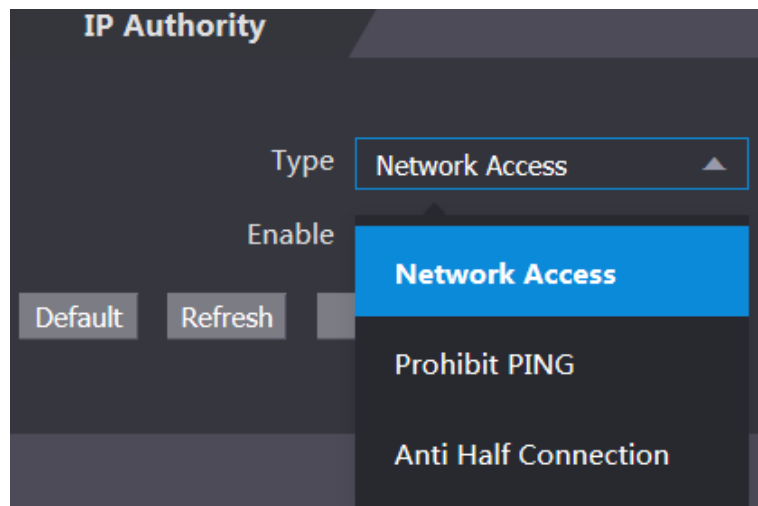 IP Authority
Type Network Access
Enable
Network Access
Default Refresh
Prohibit PING
Anti Half Connection